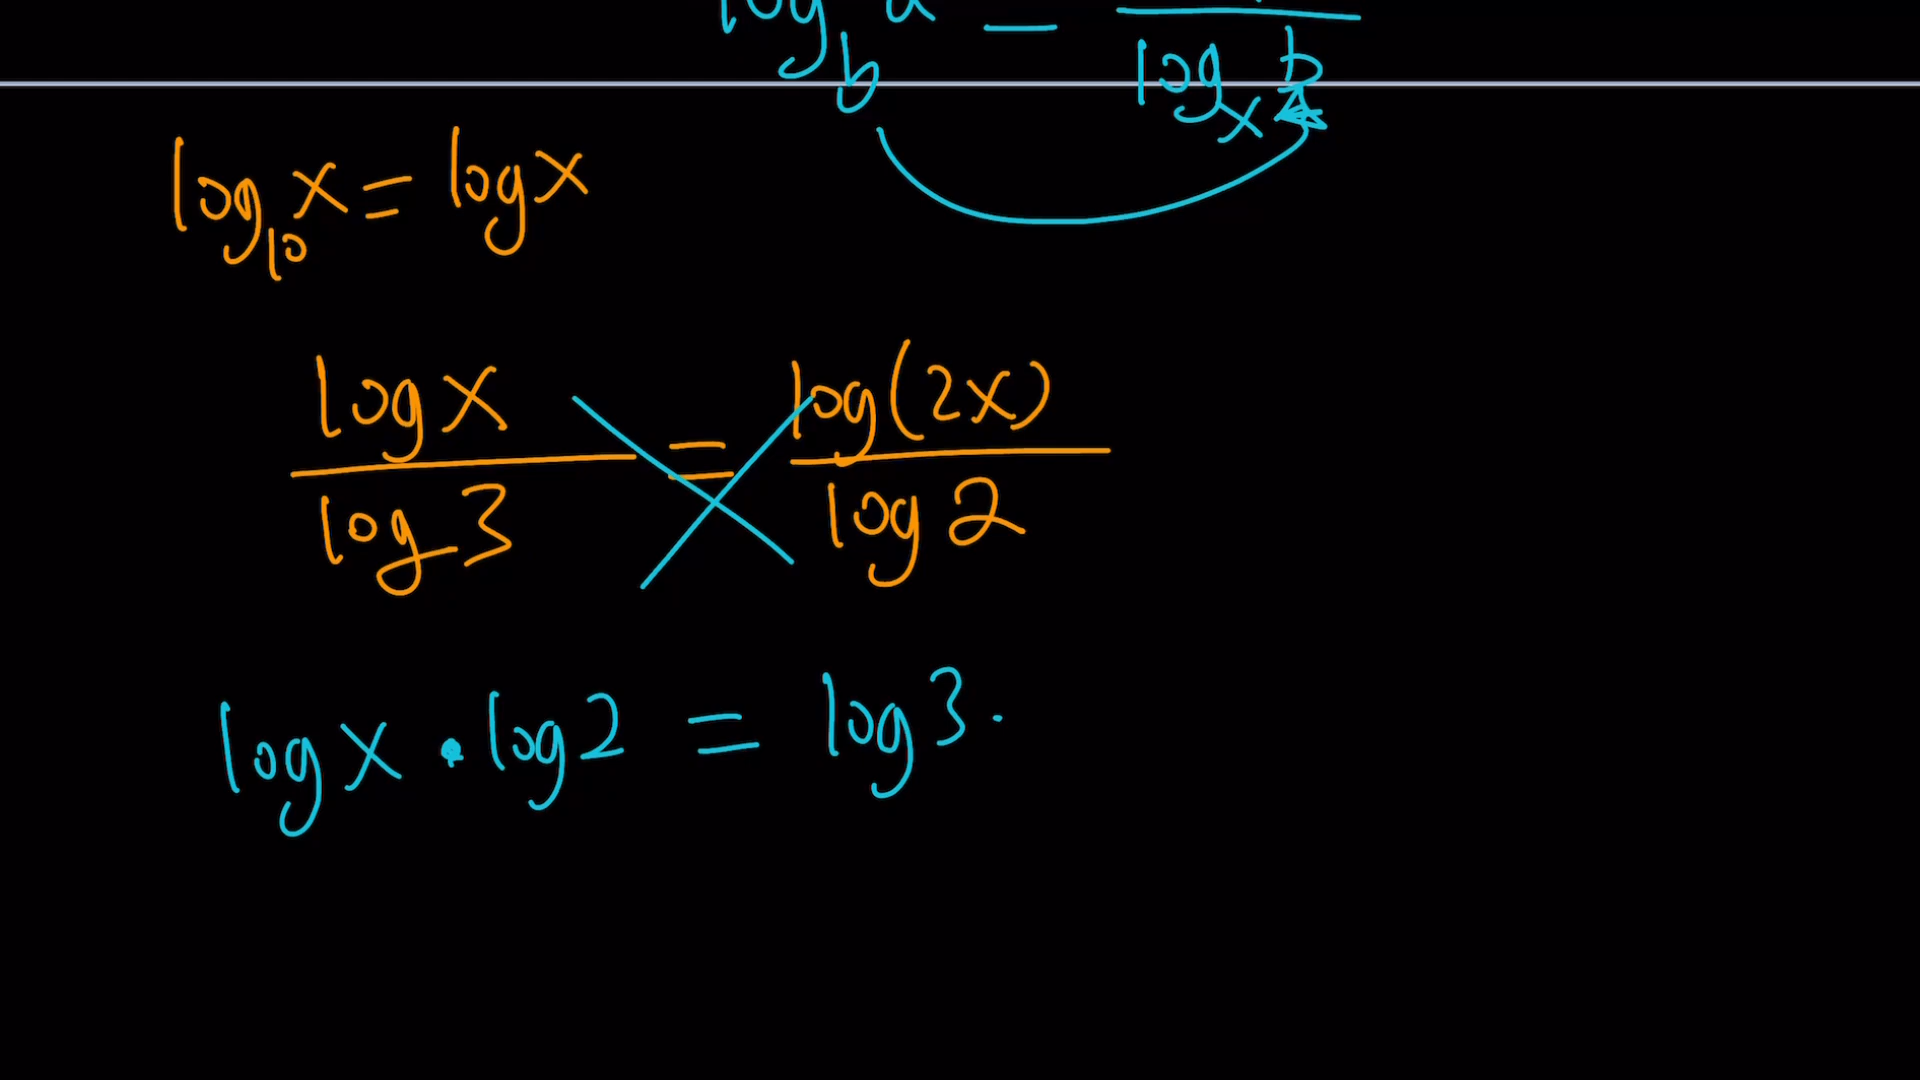 log_b a = —— / log_x b
log_10 x = log x
log x / log 3 = log(2x) / log 2
log x • log 2 = log 3 ·